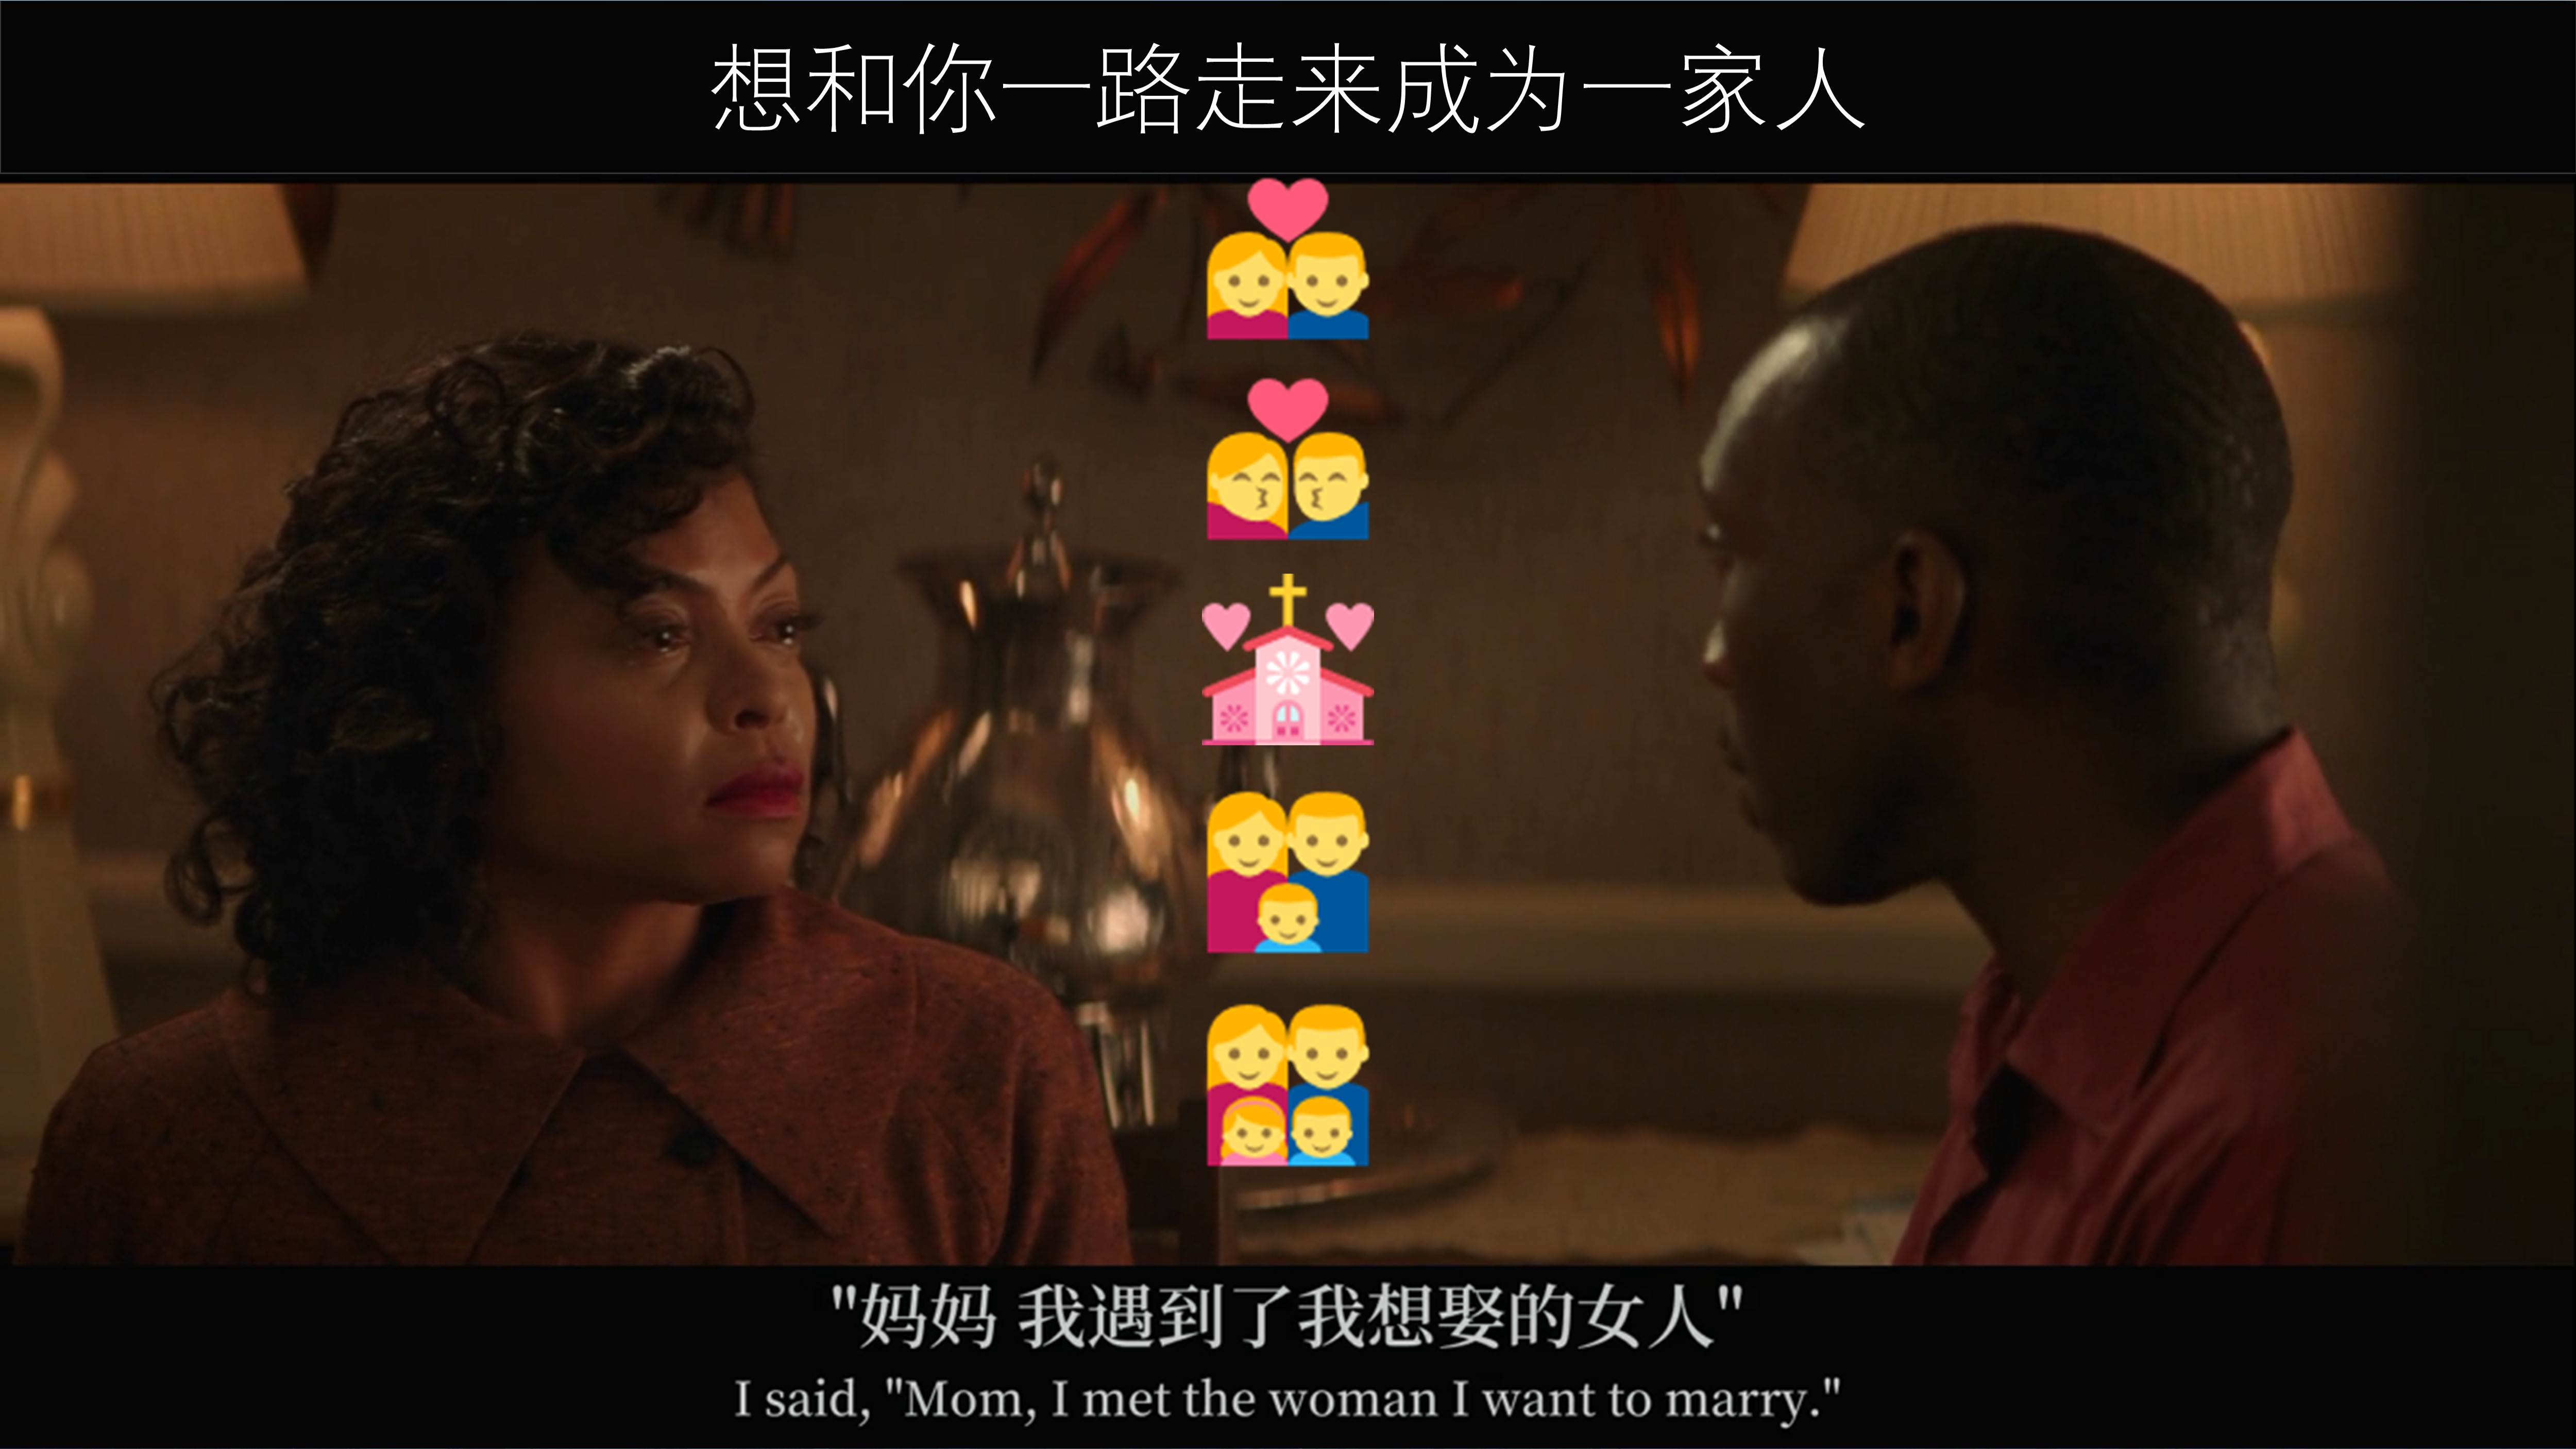 想和你一路走来成为一家人
"妈妈 我遇到了我想娶的女人"
I said, "Mom, I met the woman I want to marry."